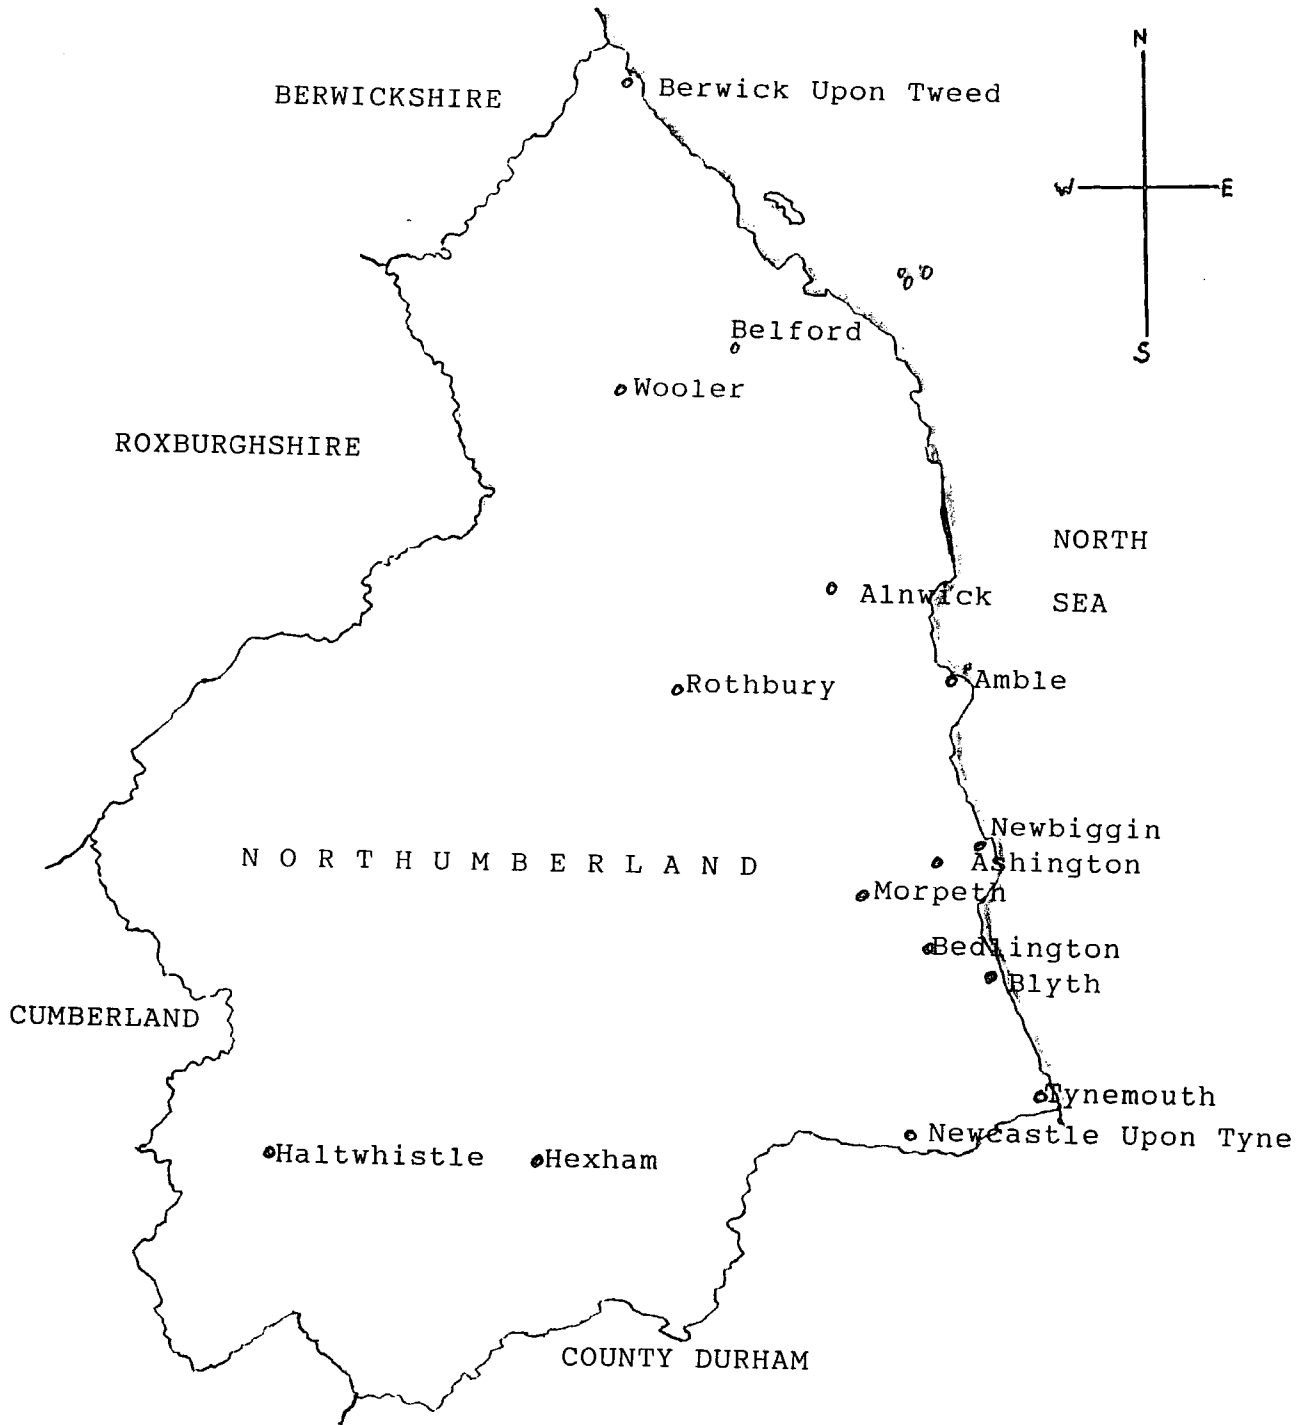 N
BERWICKSHIRE
Berwick Upon Tweed
W E
S
Belford
Wooler
ROXBURGHSHIRE
NORTH
SEA
Alnwick
Rothbury
Amble
Newbiggin
NORTHUMBERLAND
Ashington
Morpeth
Bedlington
Blyth
CUMBERLAND
Tynemouth
Newcastle Upon Tyne
Haltwhistle
Hexham
COUNTY DURHAM